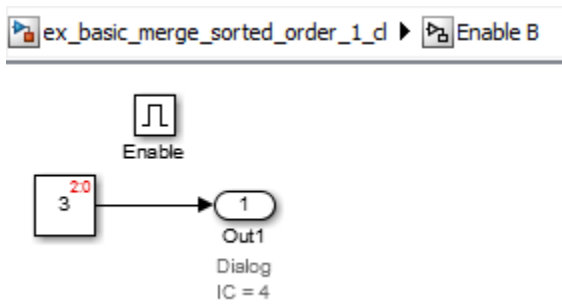 ex_basic_merge_sorted_order_1_cl Enable B
Enable
2:0
3
1
Out1
Dialog
IC = 4